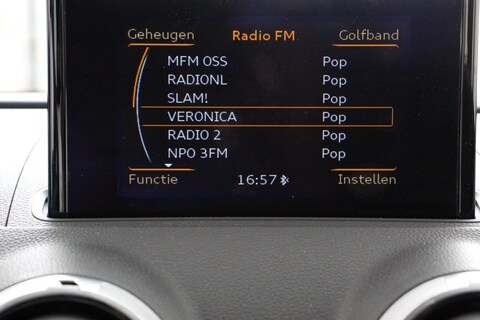 Geheugen Radio FM Golfband
MFM OSS Pop
RADIONL Pop
SLAM! Pop
VERONICA Pop
RADIO 2 Pop
NPO 3FM Pop
Functie 16:57 Instellen